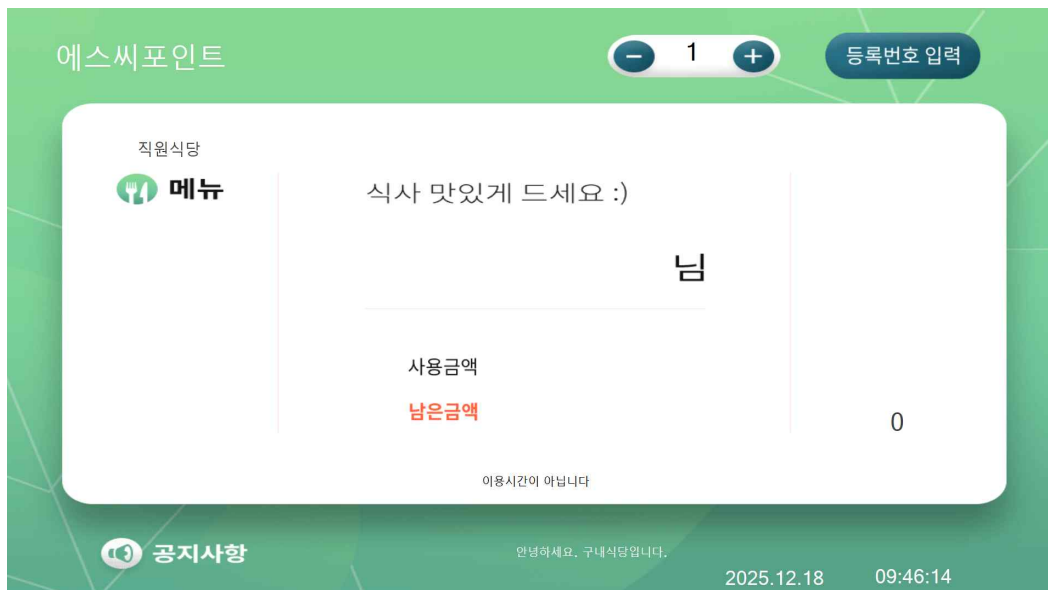 에스씨포인트
− 1 +
등록번호 입력
직원식당
메뉴
식사 맛있게 드세요 :)
님
사용금액
남은금액
0
이용시간이 아닙니다
공지사항
안녕하세요. 구내식당입니다.
2025.12.18 09:46:14